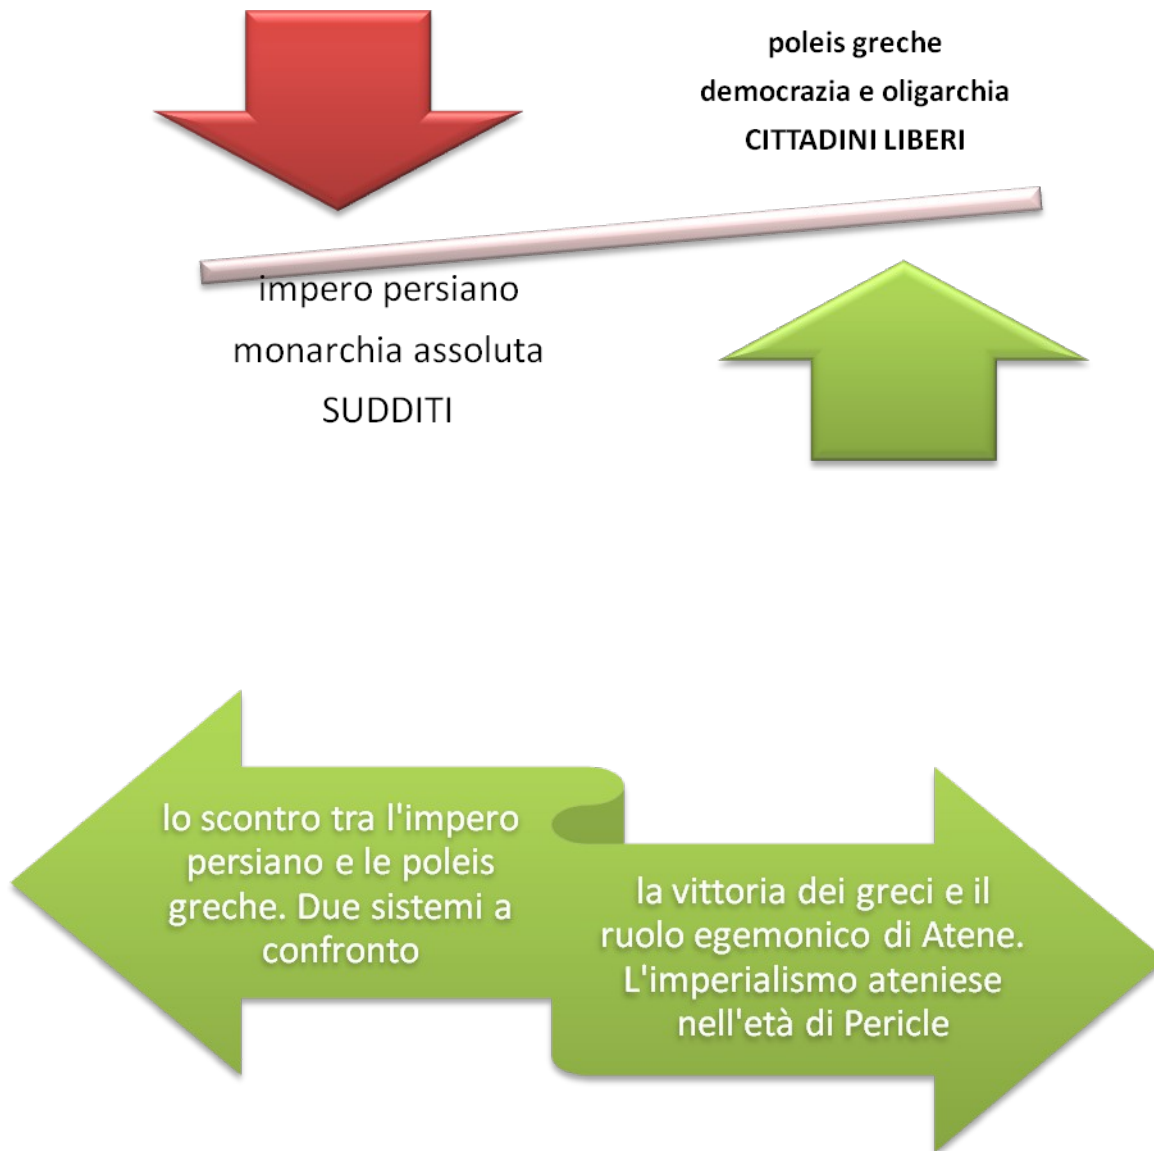 poleis greche
democrazia e oligarchia
CITTADINI LIBERI
impero persiano
monarchia assoluta
SUDDITI
lo scontro tra l'impero
persiano e le poleis
greche. Due sistemi a
confronto
la vittoria dei greci e il
ruolo egemonico di Atene.
L'imperialismo ateniese
nell'età di Pericle